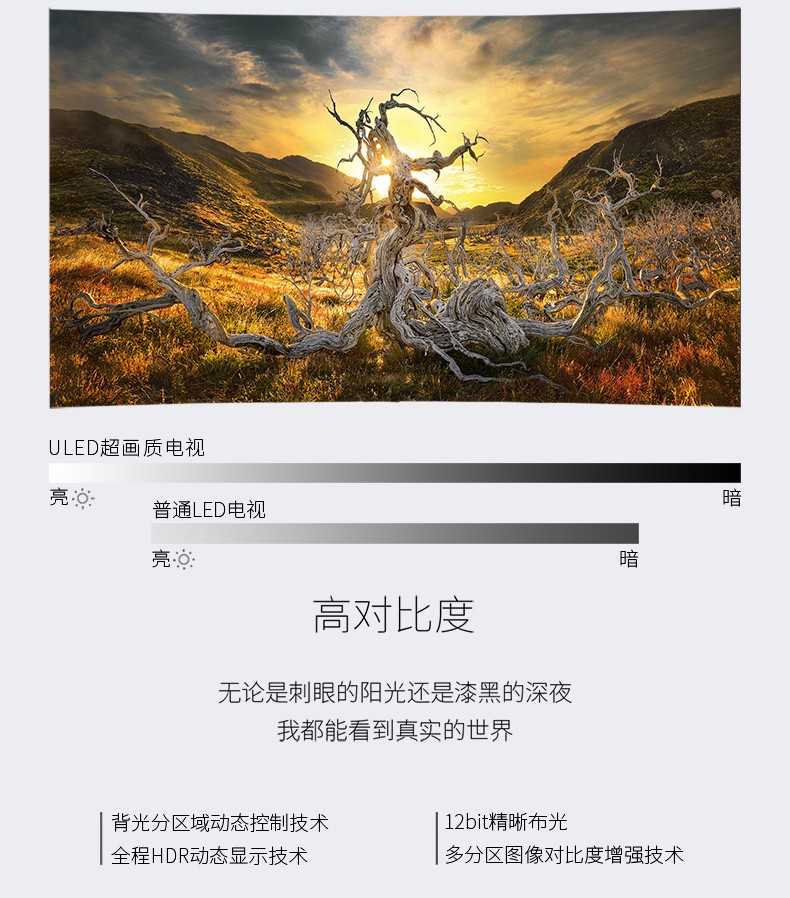 ULED超画质电视
亮 暗
普通LED电视
亮 暗
高对比度
无论是刺眼的阳光还是漆黑的深夜
我都能看到真实的世界
背光分区域动态控制技术
全程HDR动态显示技术
12bit精晰布光
多分区图像对比度增强技术